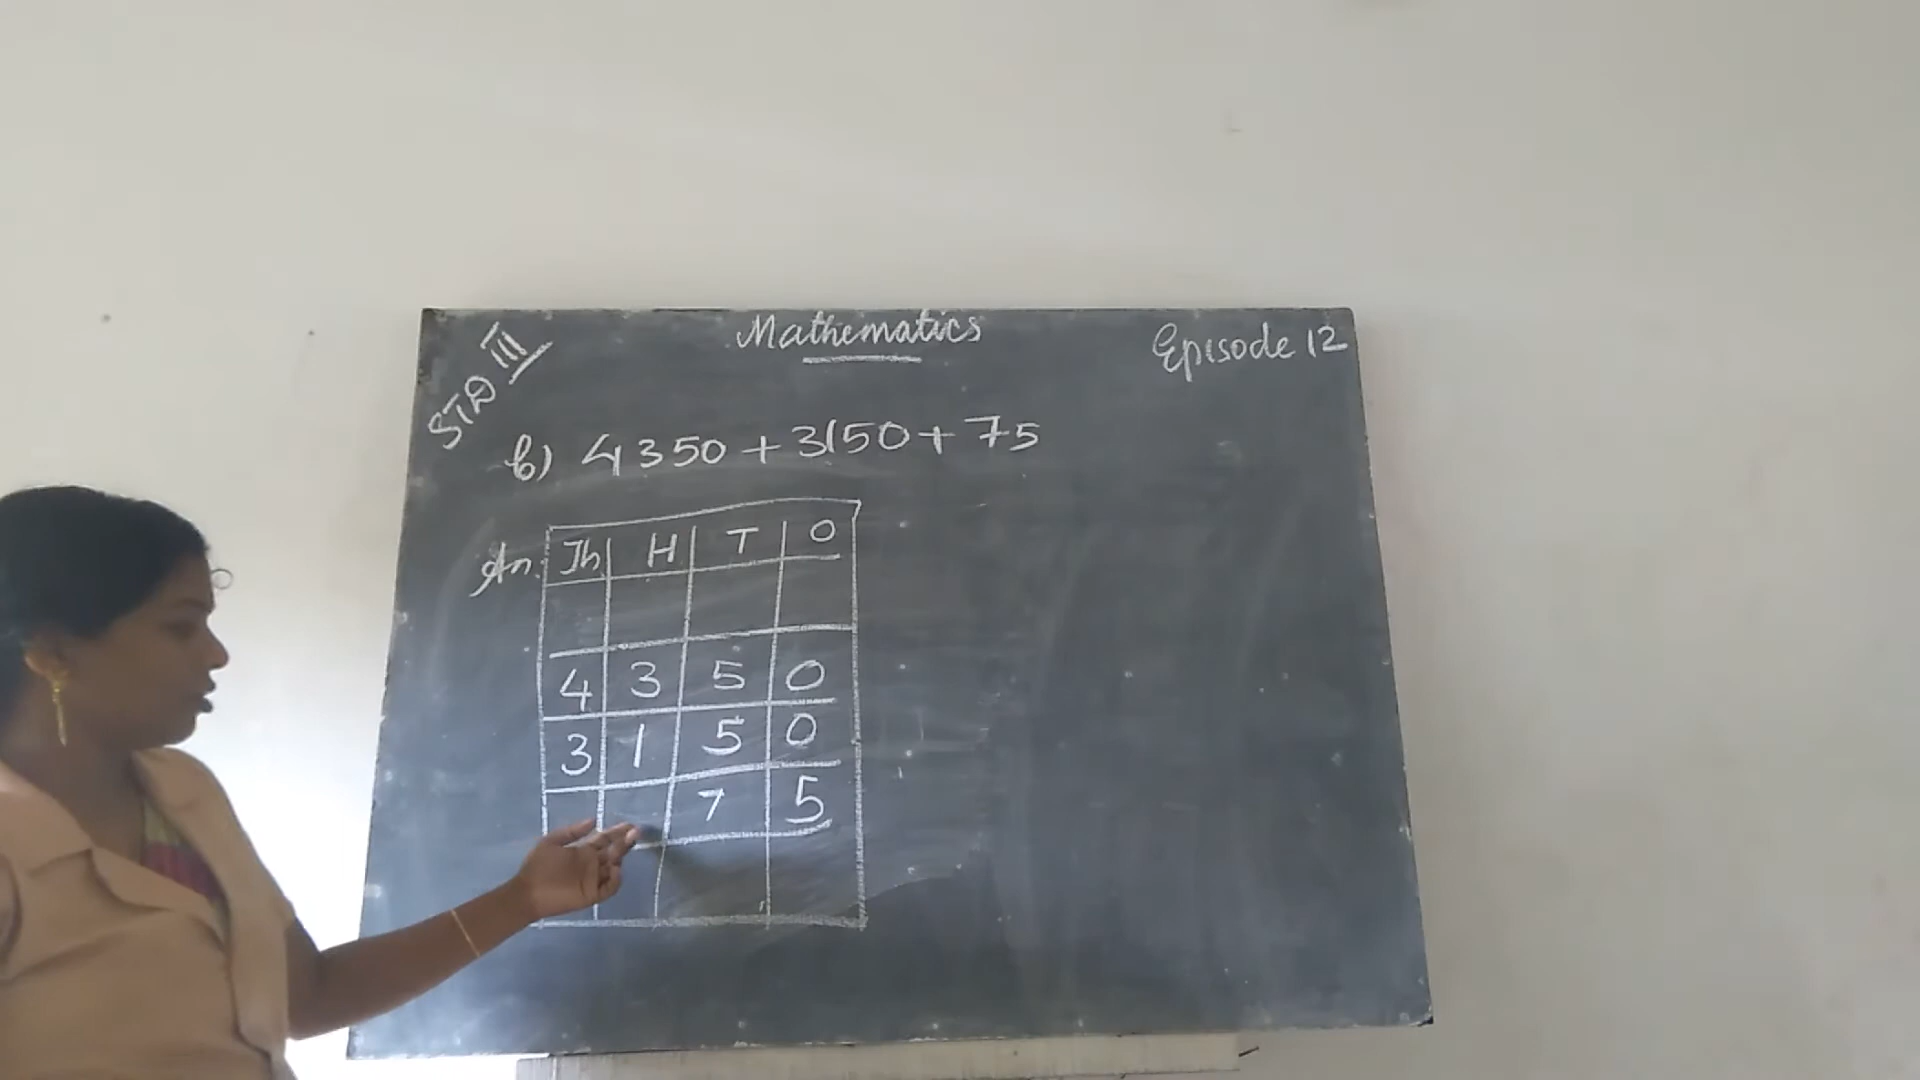 STD III
Mathematics
Episode 12
b) 4350 + 3150 + 75
An. Th H T O
4 3 5 0
3 1 5 0
7 5